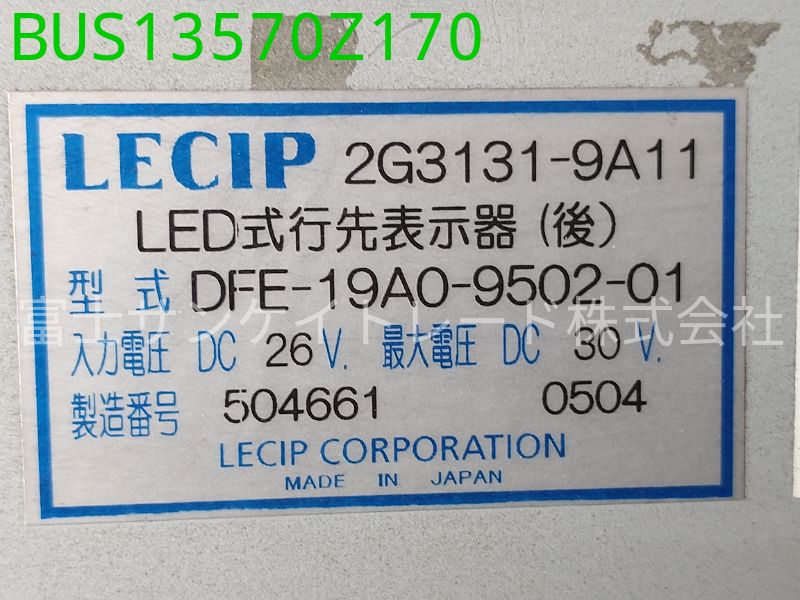 BUS13570Z170
LECIP 2G3131-9A11
LED式行先表示器(後)
型式 DFE-19A0-9502-01
富士サンケイトレード株式会社
入力電圧 DC 26V. 最大電圧 DC 30V.
製造番号 504661 0504
LECIP CORPORATION
MADE IN JAPAN